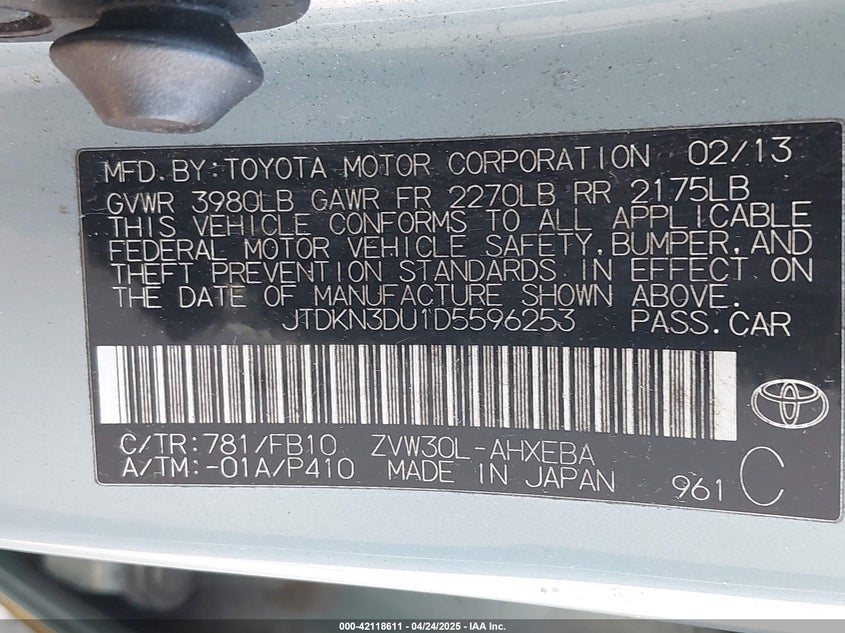 MFD. BY: TOYOTA MOTOR CORPORATION 02/13
GVWR 3980LB GAWR FR 2270LB RR 2175LB
THIS VEHICLE CONFORMS TO ALL APPLICABLE
FEDERAL MOTOR VEHICLE SAFETY, BUMPER, AND
THEFT PREVENTION STANDARDS IN EFFECT ON
THE DATE OF MANUFACTURE SHOWN ABOVE.
JTDKN3DU1D5596253 PASS. CAR
C/TR: 781/FB10 ZVW30L-AHXEBA
A/TM: -01A/P410 MADE IN JAPAN 961 C
000-42118611 - 04/24/2025 - IAA Inc.